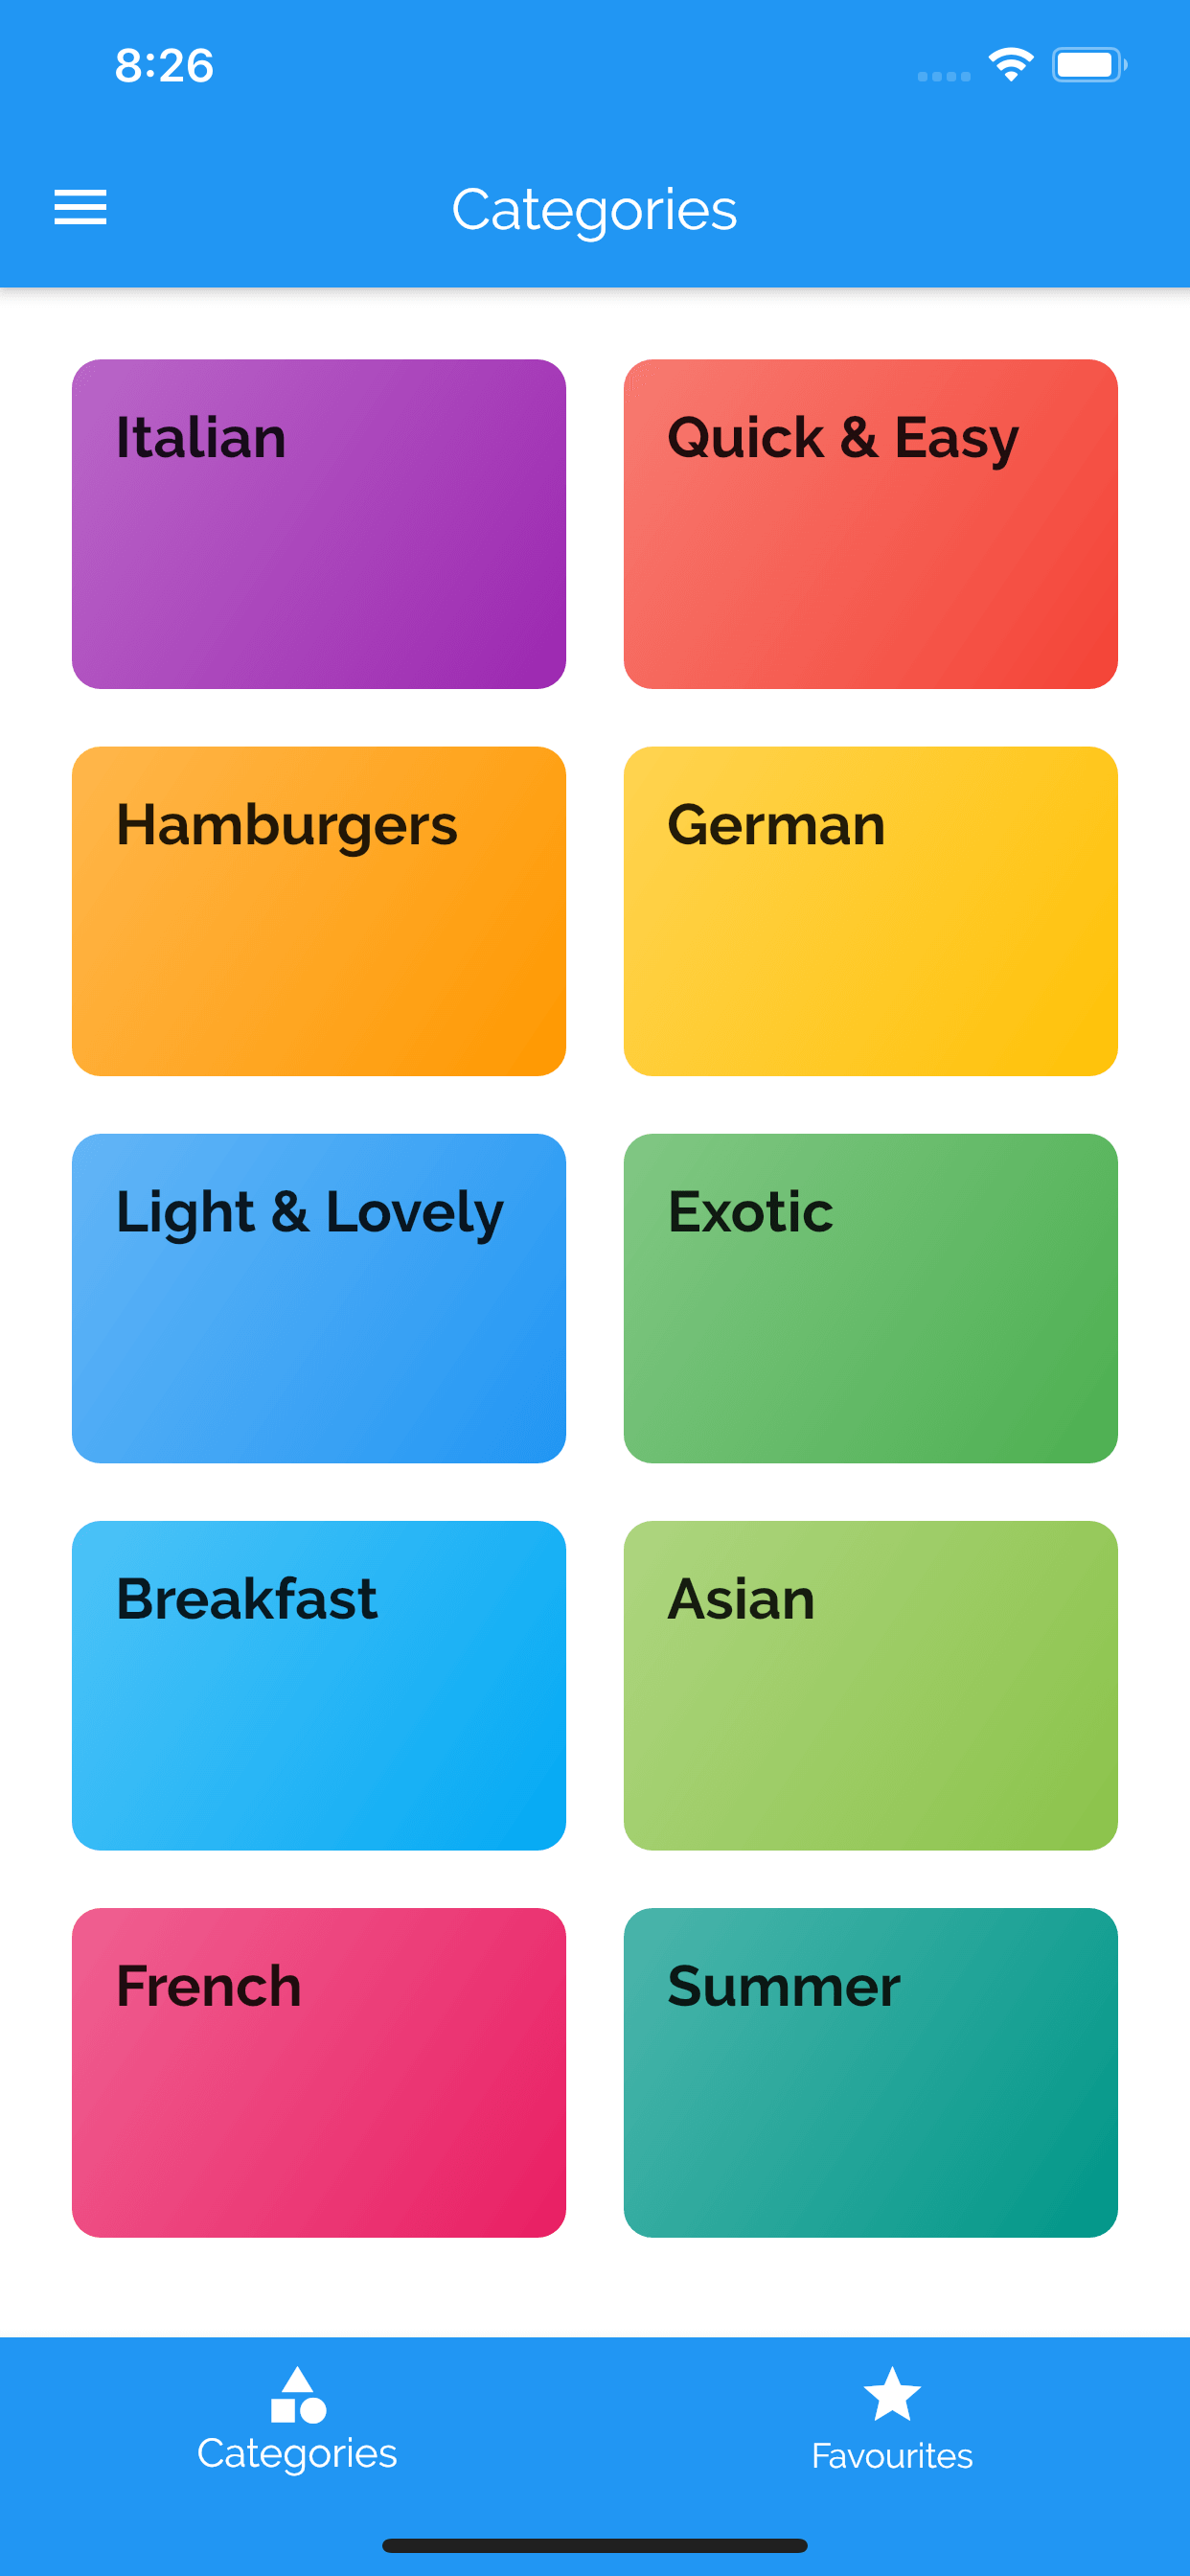 8:26
Categories
Italian
Quick & Easy
Hamburgers
German
Light & Lovely
Exotic
Breakfast
Asian
French
Summer
Categories
Favourites